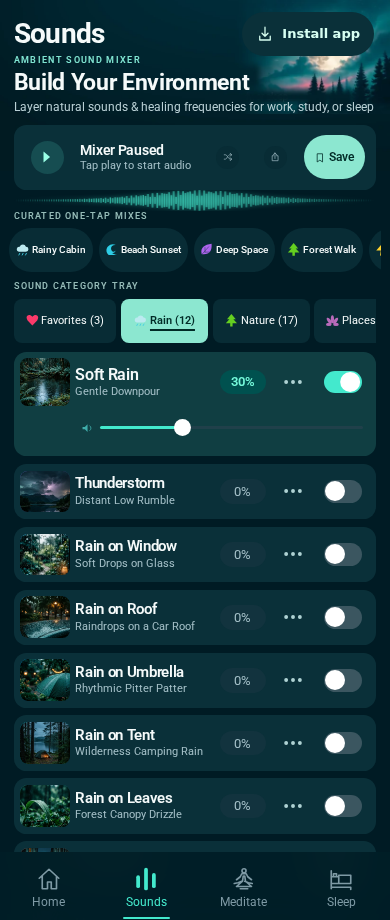 Sounds
Install app
AMBIENT SOUND MIXER
Build Your Environment
Layer natural sounds & healing frequencies for work, study, or sleep
Mixer Paused
Tap play to start audio
Save
CURATED ONE-TAP MIXES
Rainy Cabin
Beach Sunset
Deep Space
Forest Walk
SOUND CATEGORY TRAY
Favorites (3)
Rain (12)
Nature (17)
Places
Soft Rain
Gentle Downpour
30%
Thunderstorm
Distant Low Rumble
0%
Rain on Window
Soft Drops on Glass
0%
Rain on Roof
Raindrops on a Car Roof
0%
Rain on Umbrella
Rhythmic Pitter Patter
0%
Rain on Tent
Wilderness Camping Rain
0%
Rain on Leaves
Forest Canopy Drizzle
0%
Home
Sounds
Meditate
Sleep